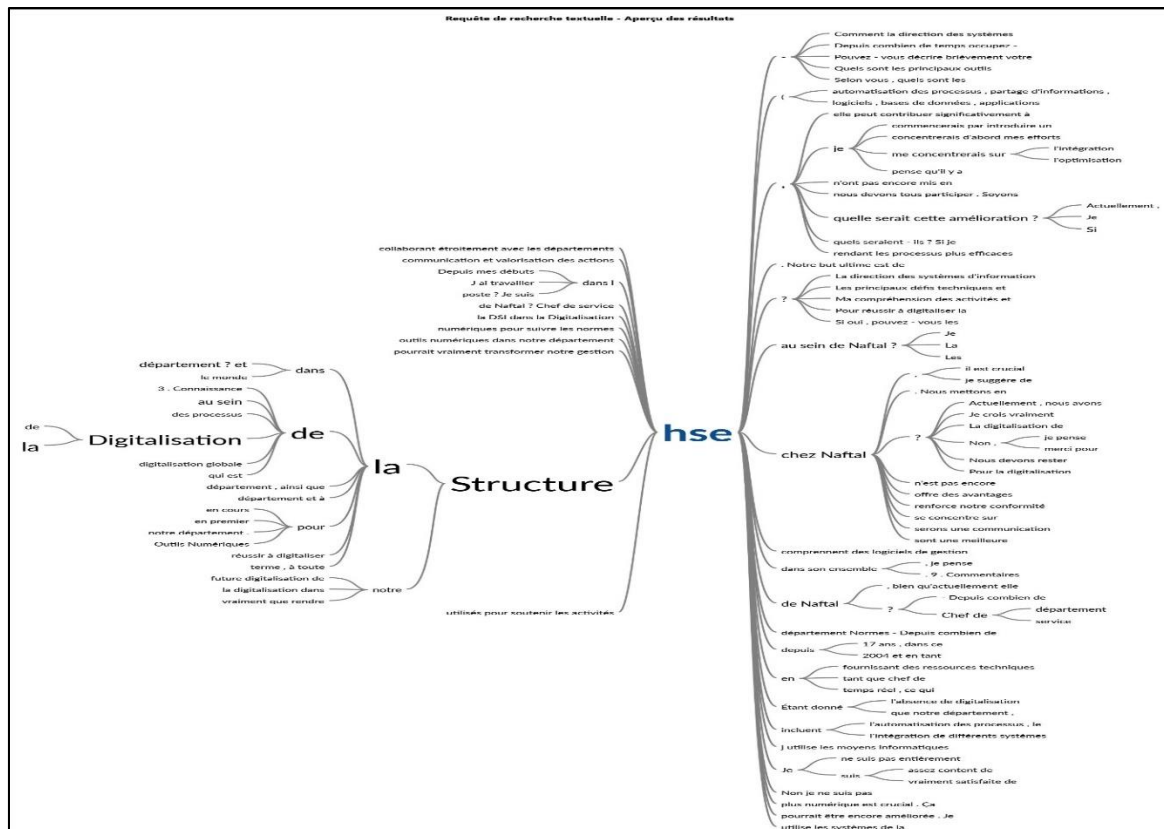 Requête de recherche textuelle - Aperçu des résultats
collaborant étroitement avec les départements
communication et valorisation des actions
Depuis mes débuts
J ai travailler
poste ? Je suis
dans l
de Naftal ? Chef de service
la DSI dans la Digitalisation
numériques pour suivre les normes
outils numériques dans notre département
pourrait vraiment transformer notre gestion
département ? et
le monde
dans
3 . Connaissance
au sein
des processus
de
la
Digitalisation
digitalisation globale
qui est
de
département , ainsi que
département et à
en cours
en premier
notre département .
Outils Numériques
pour
réussir à digitaliser
terme , à toute
la
future digitalisation de
la digitalisation dans
vraiment que rendre
notre
Structure
utilisés pour soutenir les activités
hse
-
Comment la direction des systèmes
Depuis combien de temps occupez -
Pouvez - vous décrire brièvement votre
Quels sont les principaux outils
Selon vous , quels sont les
(
automatisation des processus , partage d'informations ,
logiciels , bases de données , applications
,
elle peut contribuer significativement à
je
commencerais par introduire un
concentrerais d'abord mes efforts
me concentrerais sur
l'intégration
l'optimisation
pense qu'il y a
n'ont pas encore mis en
nous devons tous participer . Soyons
quelle serait cette amélioration ?
Actuellement ,
Je
Si
quels seraient - ils ? Si je
rendant les processus plus efficaces
. Notre but ultime est de
?
La direction des systèmes d'information
Les principaux défis techniques et
Ma compréhension des activités et
Pour réussir à digitaliser la
Si oui , pouvez - vous les
au sein de Naftal ?
Je
La
Les
chez Naftal
,
il est crucial
je suggère de
. Nous mettons en
?
Actuellement , nous avons
Je crois vraiment
La digitalisation de
Non ,
je pense
merci pour
Nous devons rester
Pour la digitalisation
n'est pas encore
offre des avantages
renforce notre conformité
se concentre sur
serons une communication
sont une meilleure
comprennent des logiciels de gestion
dans son ensemble
, je pense
. 9 . Commentaires
de Naftal
, bien qu'actuellement elle
?
- Depuis combien de
Chef de
département
service
département Normes - Depuis combien de
depuis
17 ans , dans ce
2004 et en tant
en
fournissant des ressources techniques
tant que chef de
temps réel , ce qui
Étant donné
l'absence de digitalisation
que notre département ,
incluent
l'automatisation des processus , le
l'intégration de différents systèmes
j utilise les moyens informatiques
Je
ne suis pas entièrement
suis
assez content de
vraiment satisfaite de
Non je ne suis pas
plus numérique est crucial . Ça
pourrait être encore améliorée . Je
utilise les systèmes de la